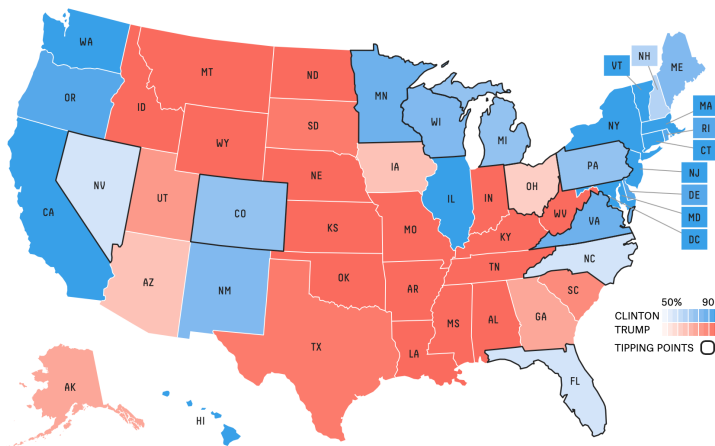 WA
MT
ND
MN
VT
NH
ME
OR
ID
SD
WI
MI
NY
MA
RI
CT
WY
IA
NE
PA
NJ
NV
UT
CO
IL
IN
OH
WV
VA
DE
MD
DC
CA
KS
MO
KY
NC
AZ
NM
OK
AR
TN
SC
TX
LA
MS
AL
GA
FL
AK
HI
50% 90
CLINTON
TRUMP
TIPPING POINTS